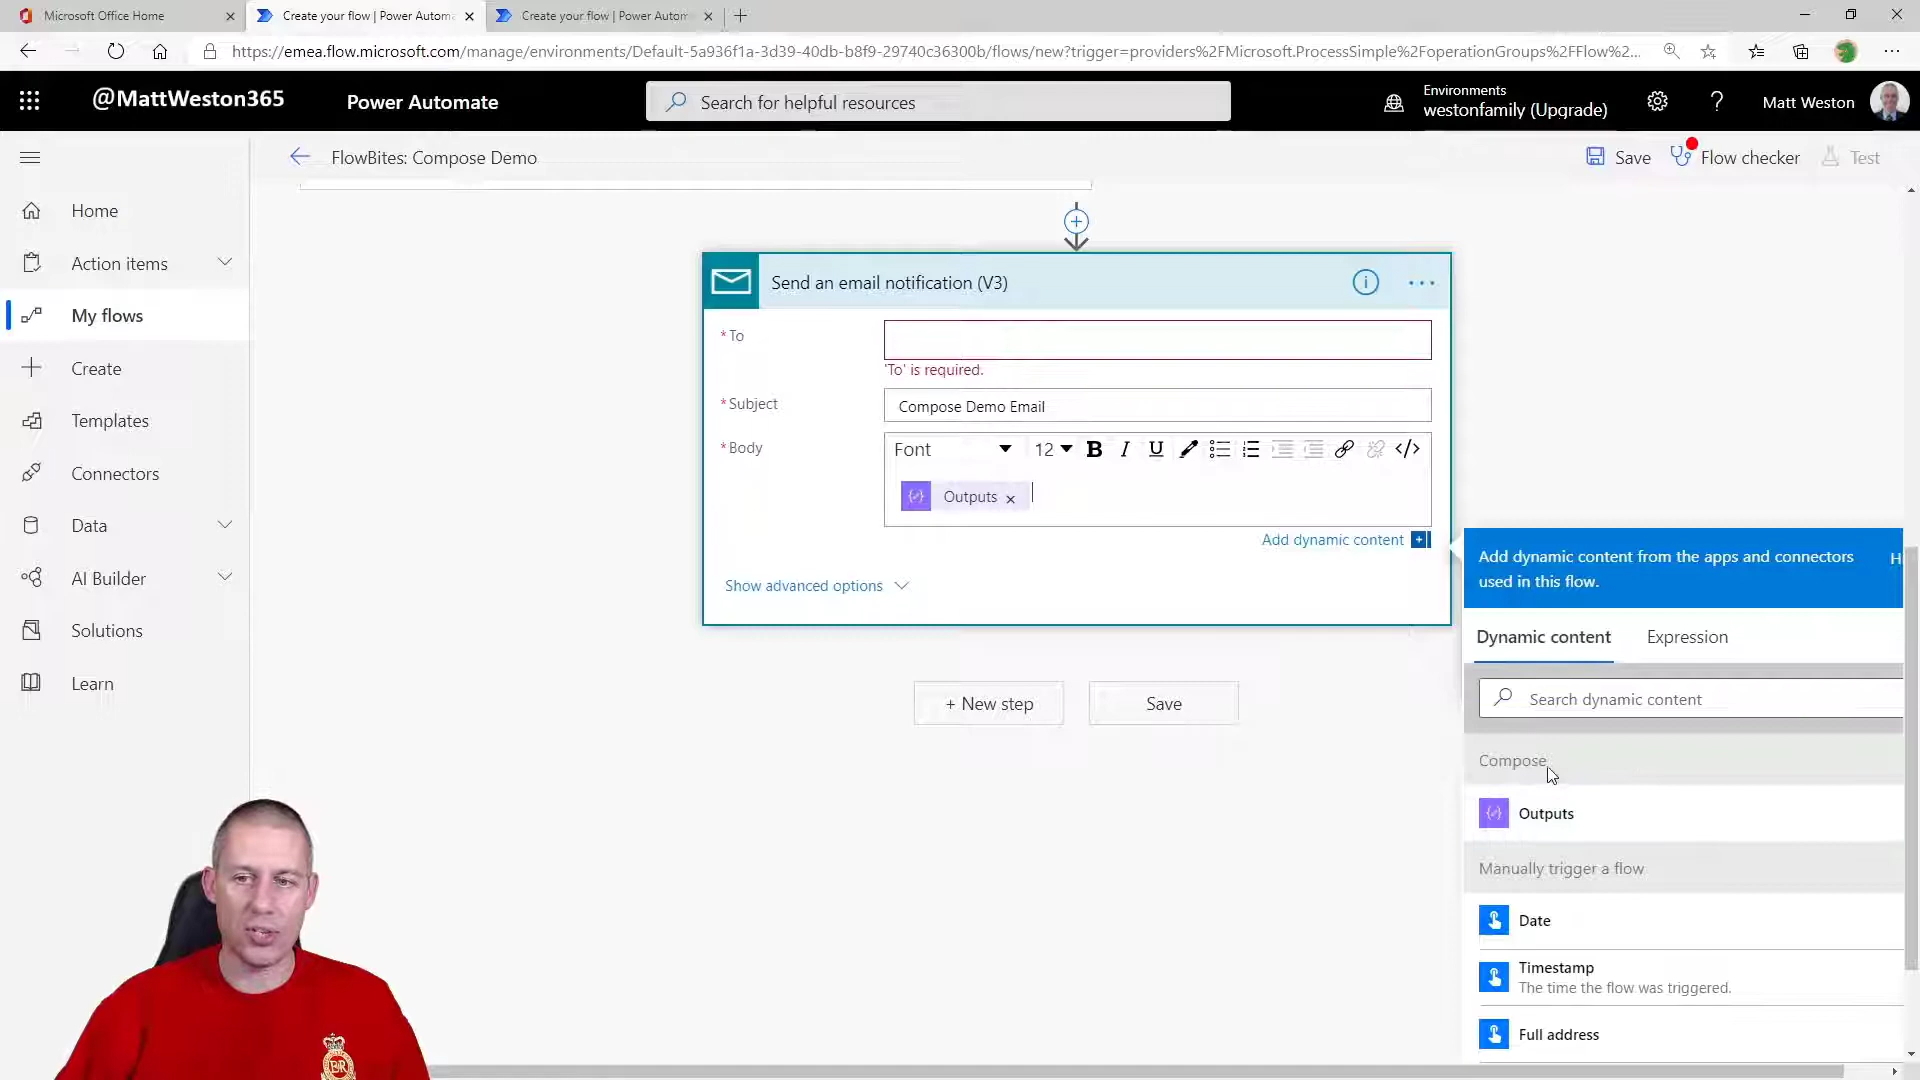 Microsoft Office Home
Create your flow | Power Automa
Create your flow | Power Autom
https://emea.flow.microsoft.com/manage/environments/Default-5a936f1a-3d39-40db-b8f9-29740c36300b/flows/new?trigger=providers%2FMicrosoft.ProcessSimple%2FoperationGroups%2FFlow%2...
@MattWeston365
Power Automate
Search for helpful resources
Environments
westonfamily (Upgrade)
?
Matt Weston
FlowBites: Compose Demo
Save
Flow checker
Test
Home
Action items
My flows
Create
Templates
Connectors
Data
AI Builder
Solutions
Learn
Send an email notification (V3)
* To
'To' is required.
* Subject
Compose Demo Email
* Body
Font
12
B I U
</>
Outputs ×
Add dynamic content
Show advanced options
+ New step
Save
Add dynamic content from the apps and connectors
used in this flow.
H
Dynamic content
Expression
Search dynamic content
Compose
Outputs
Manually trigger a flow
Date
Timestamp
The time the flow was triggered.
Full address